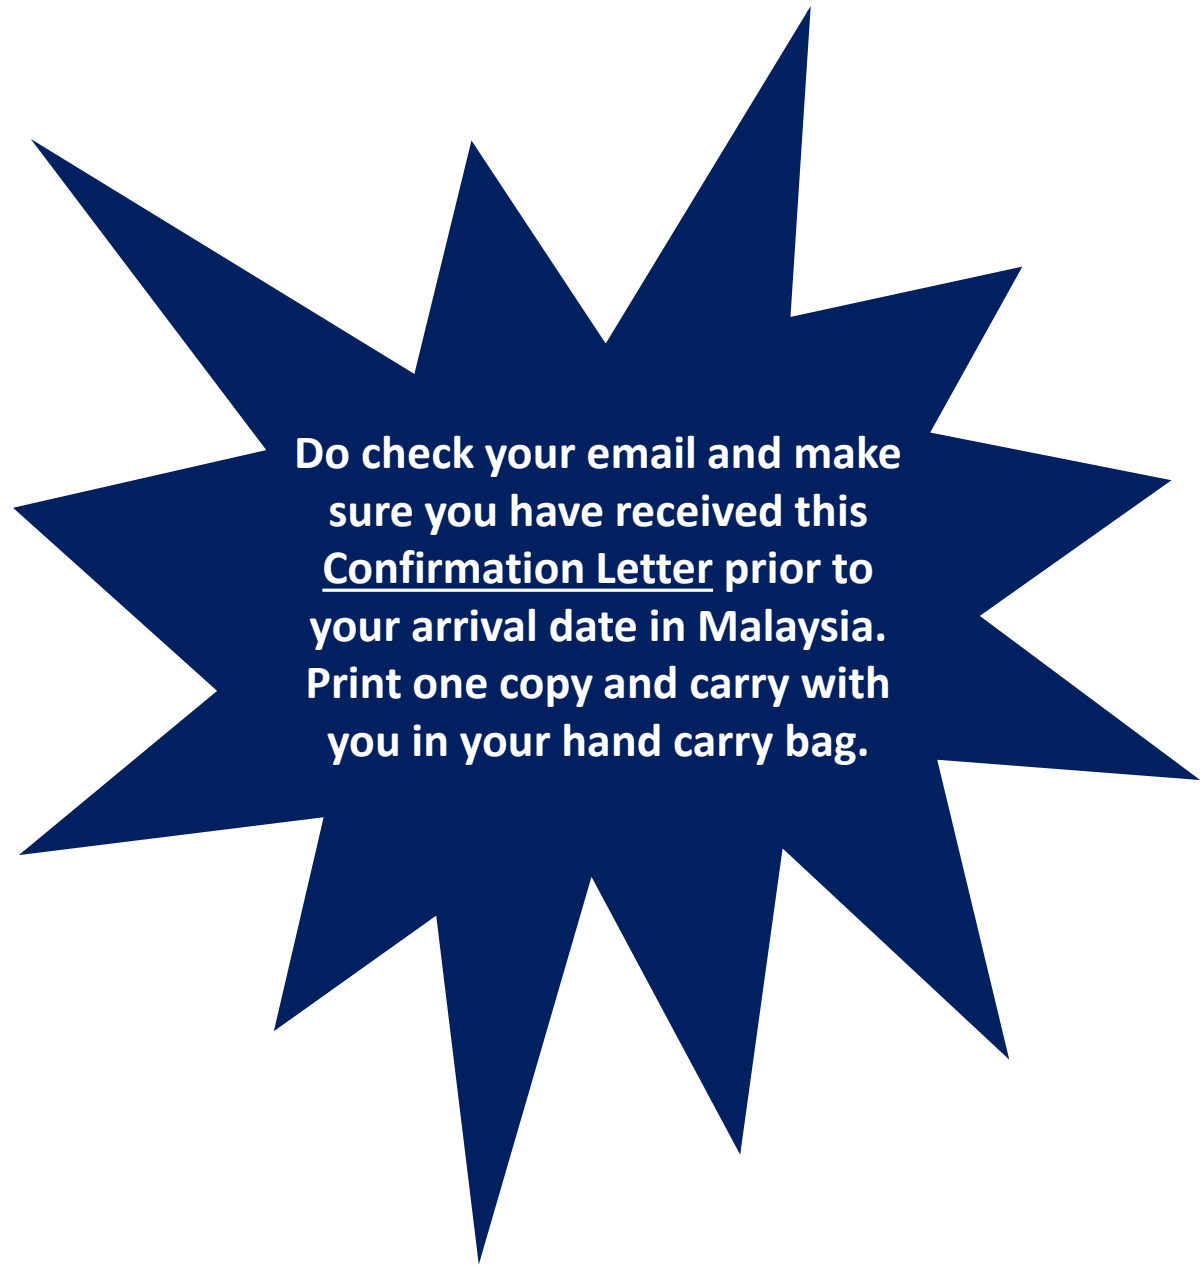 Do check your email and make
sure you have received this
Confirmation Letter prior to
your arrival date in Malaysia.
Print one copy and carry with
you in your hand carry bag.